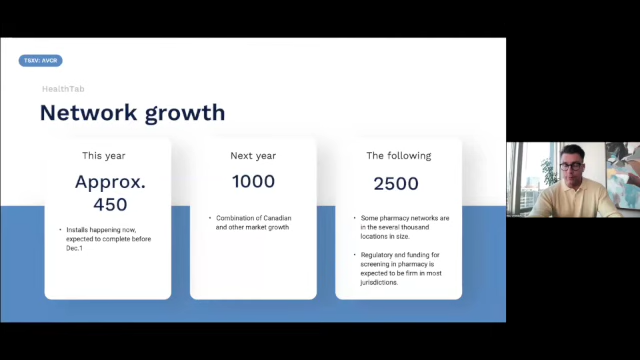 TSXV: AVCR
HealthTab
Network growth
This year
Approx.
450
• Installs happening now,
expected to complete before
Dec.1
Next year
1000
• Combination of Canadian
and other market growth
The following
2500
• Some pharmacy networks are
in the several thousand
locations in size.
• Regulatory and funding for
screening in pharmacy is
expected to be firm in most
jurisdictions.